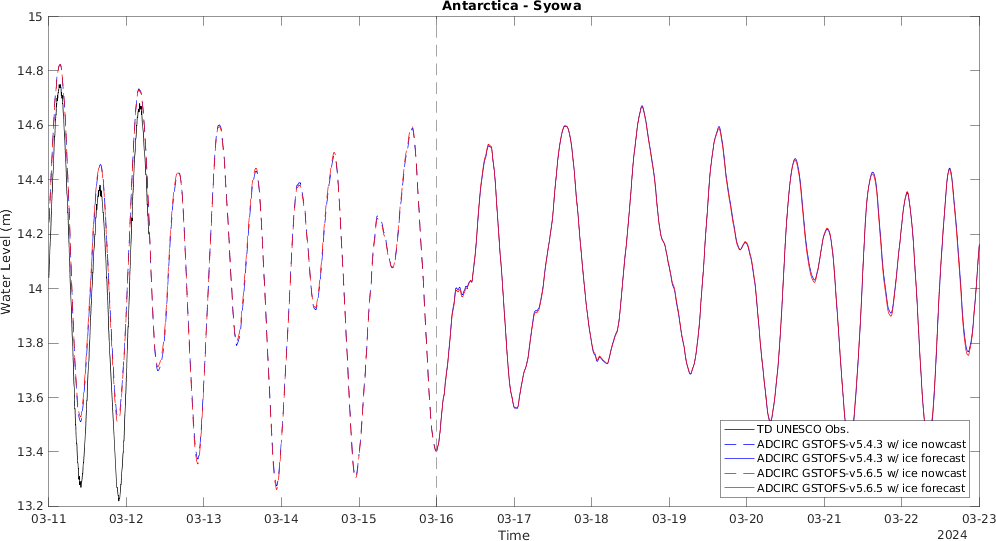 Antarctica - Syowa
15
14.8
14.6
14.4
14.2
14
13.8
13.6
13.4
13.2
Water Level (m)
03-11 03-12 03-13 03-14 03-15 03-16 03-17 03-18 03-19 03-20 03-21 03-22 03-23
Time
2024
TD UNESCO Obs.
ADCIRC GSTOFS-v5.4.3 w/ ice nowcast
ADCIRC GSTOFS-v5.4.3 w/ ice forecast
ADCIRC GSTOFS-v5.6.5 w/ ice nowcast
ADCIRC GSTOFS-v5.6.5 w/ ice forecast